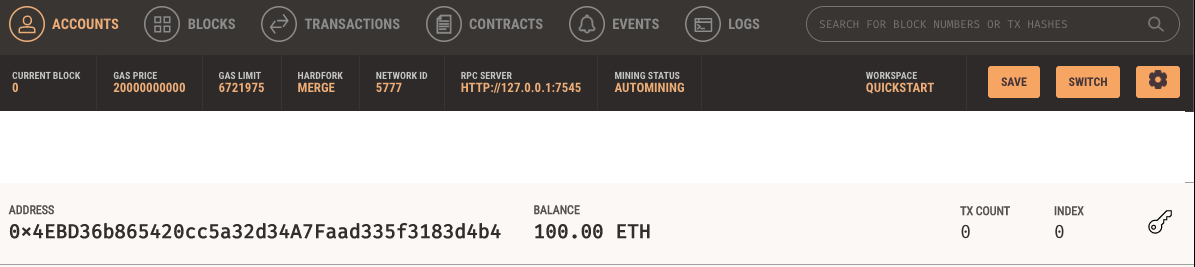 ACCOUNTS BLOCKS TRANSACTIONS CONTRACTS EVENTS LOGS SEARCH FOR BLOCK NUMBERS OR TX HASHES
CURRENT BLOCK GAS PRICE GAS LIMIT HARDFORK NETWORK ID RPC SERVER MINING STATUS WORKSPACE
0 20000000000 6721975 MERGE 5777 HTTP://127.0.0.1:7545 AUTOMINING QUICKSTART SAVE SWITCH
ADDRESS BALANCE TX COUNT INDEX
0×4EBD36b865420cc5a32d34A7Faad335f3183d4b4 100.00 ETH 0 0